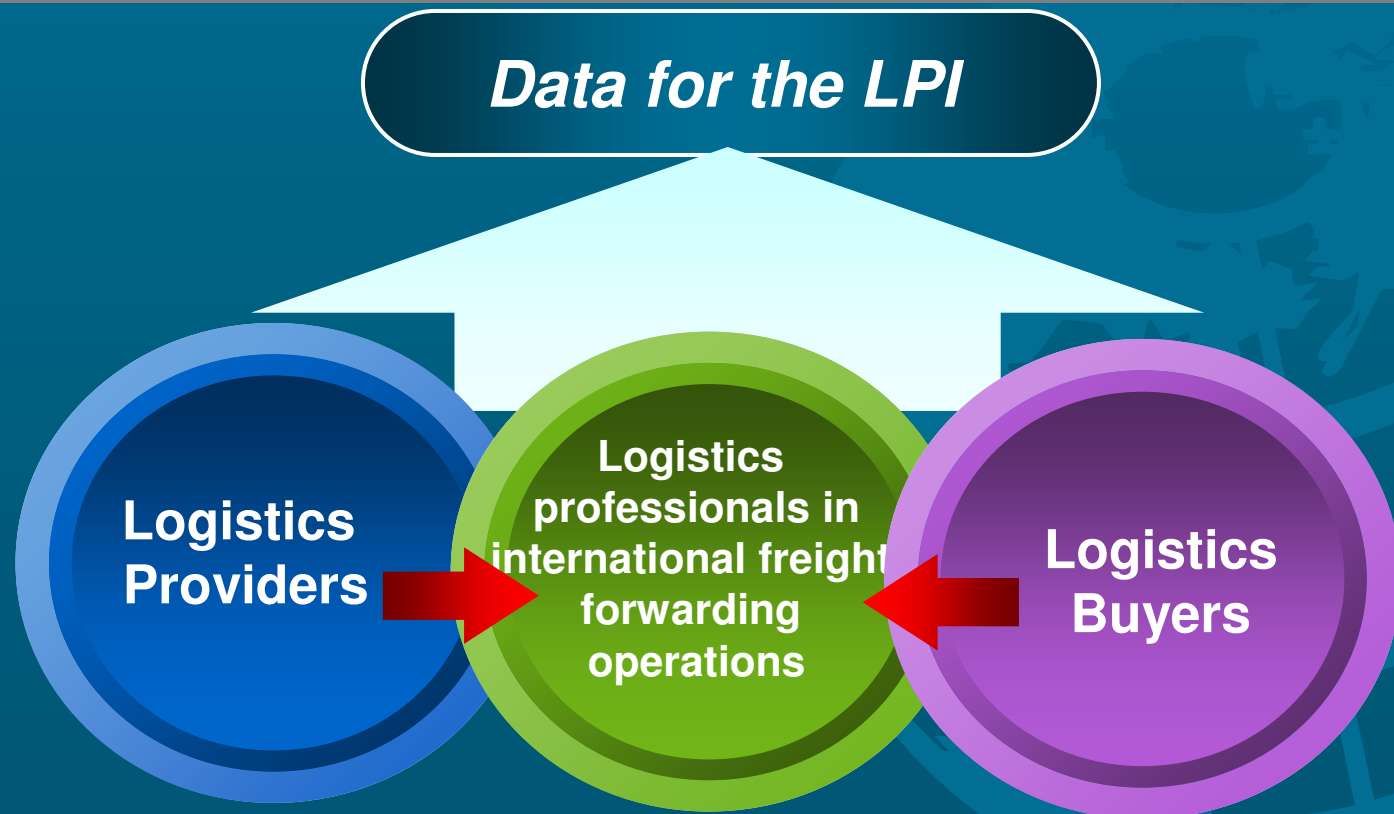 Data for the LPI
Logistics
Providers
Logistics
professionals in
international freight
forwarding
operations
Logistics
Buyers